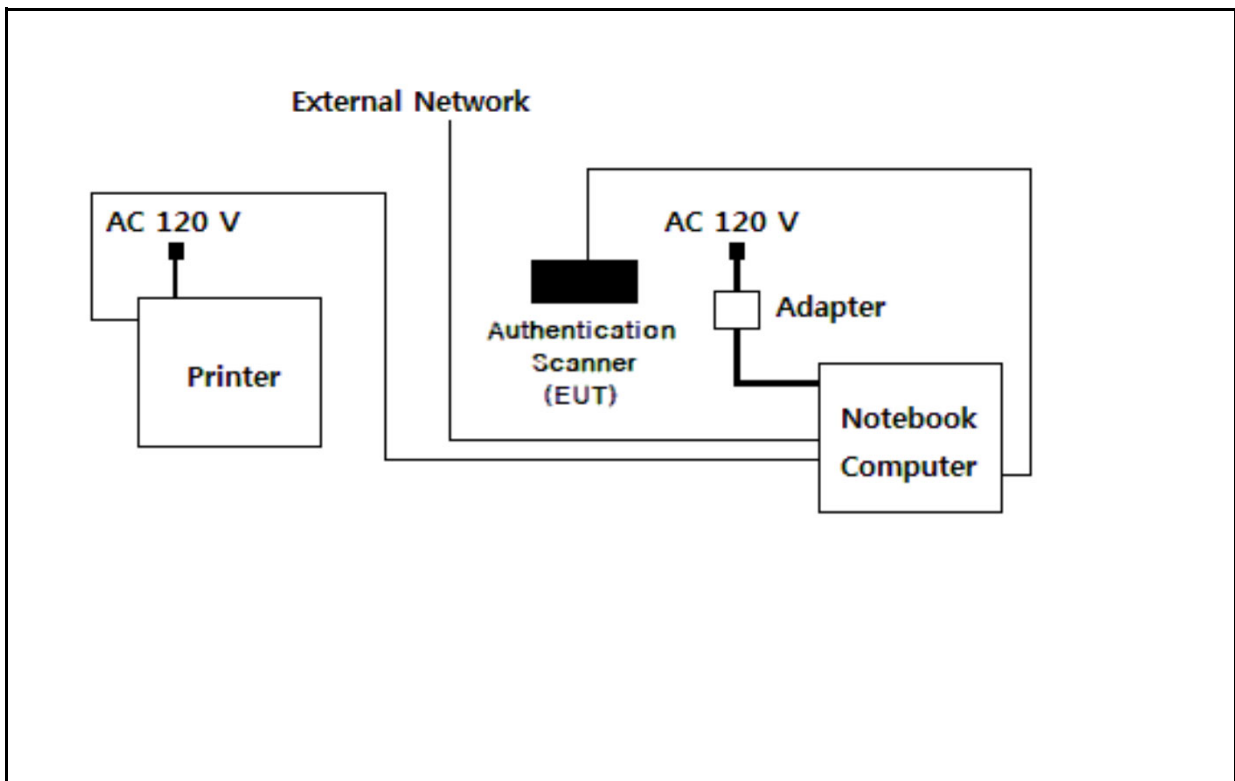 External Network
AC 120 V
AC 120 V
Adapter
Authentication
Scanner
(EUT)
Printer
Notebook
Computer